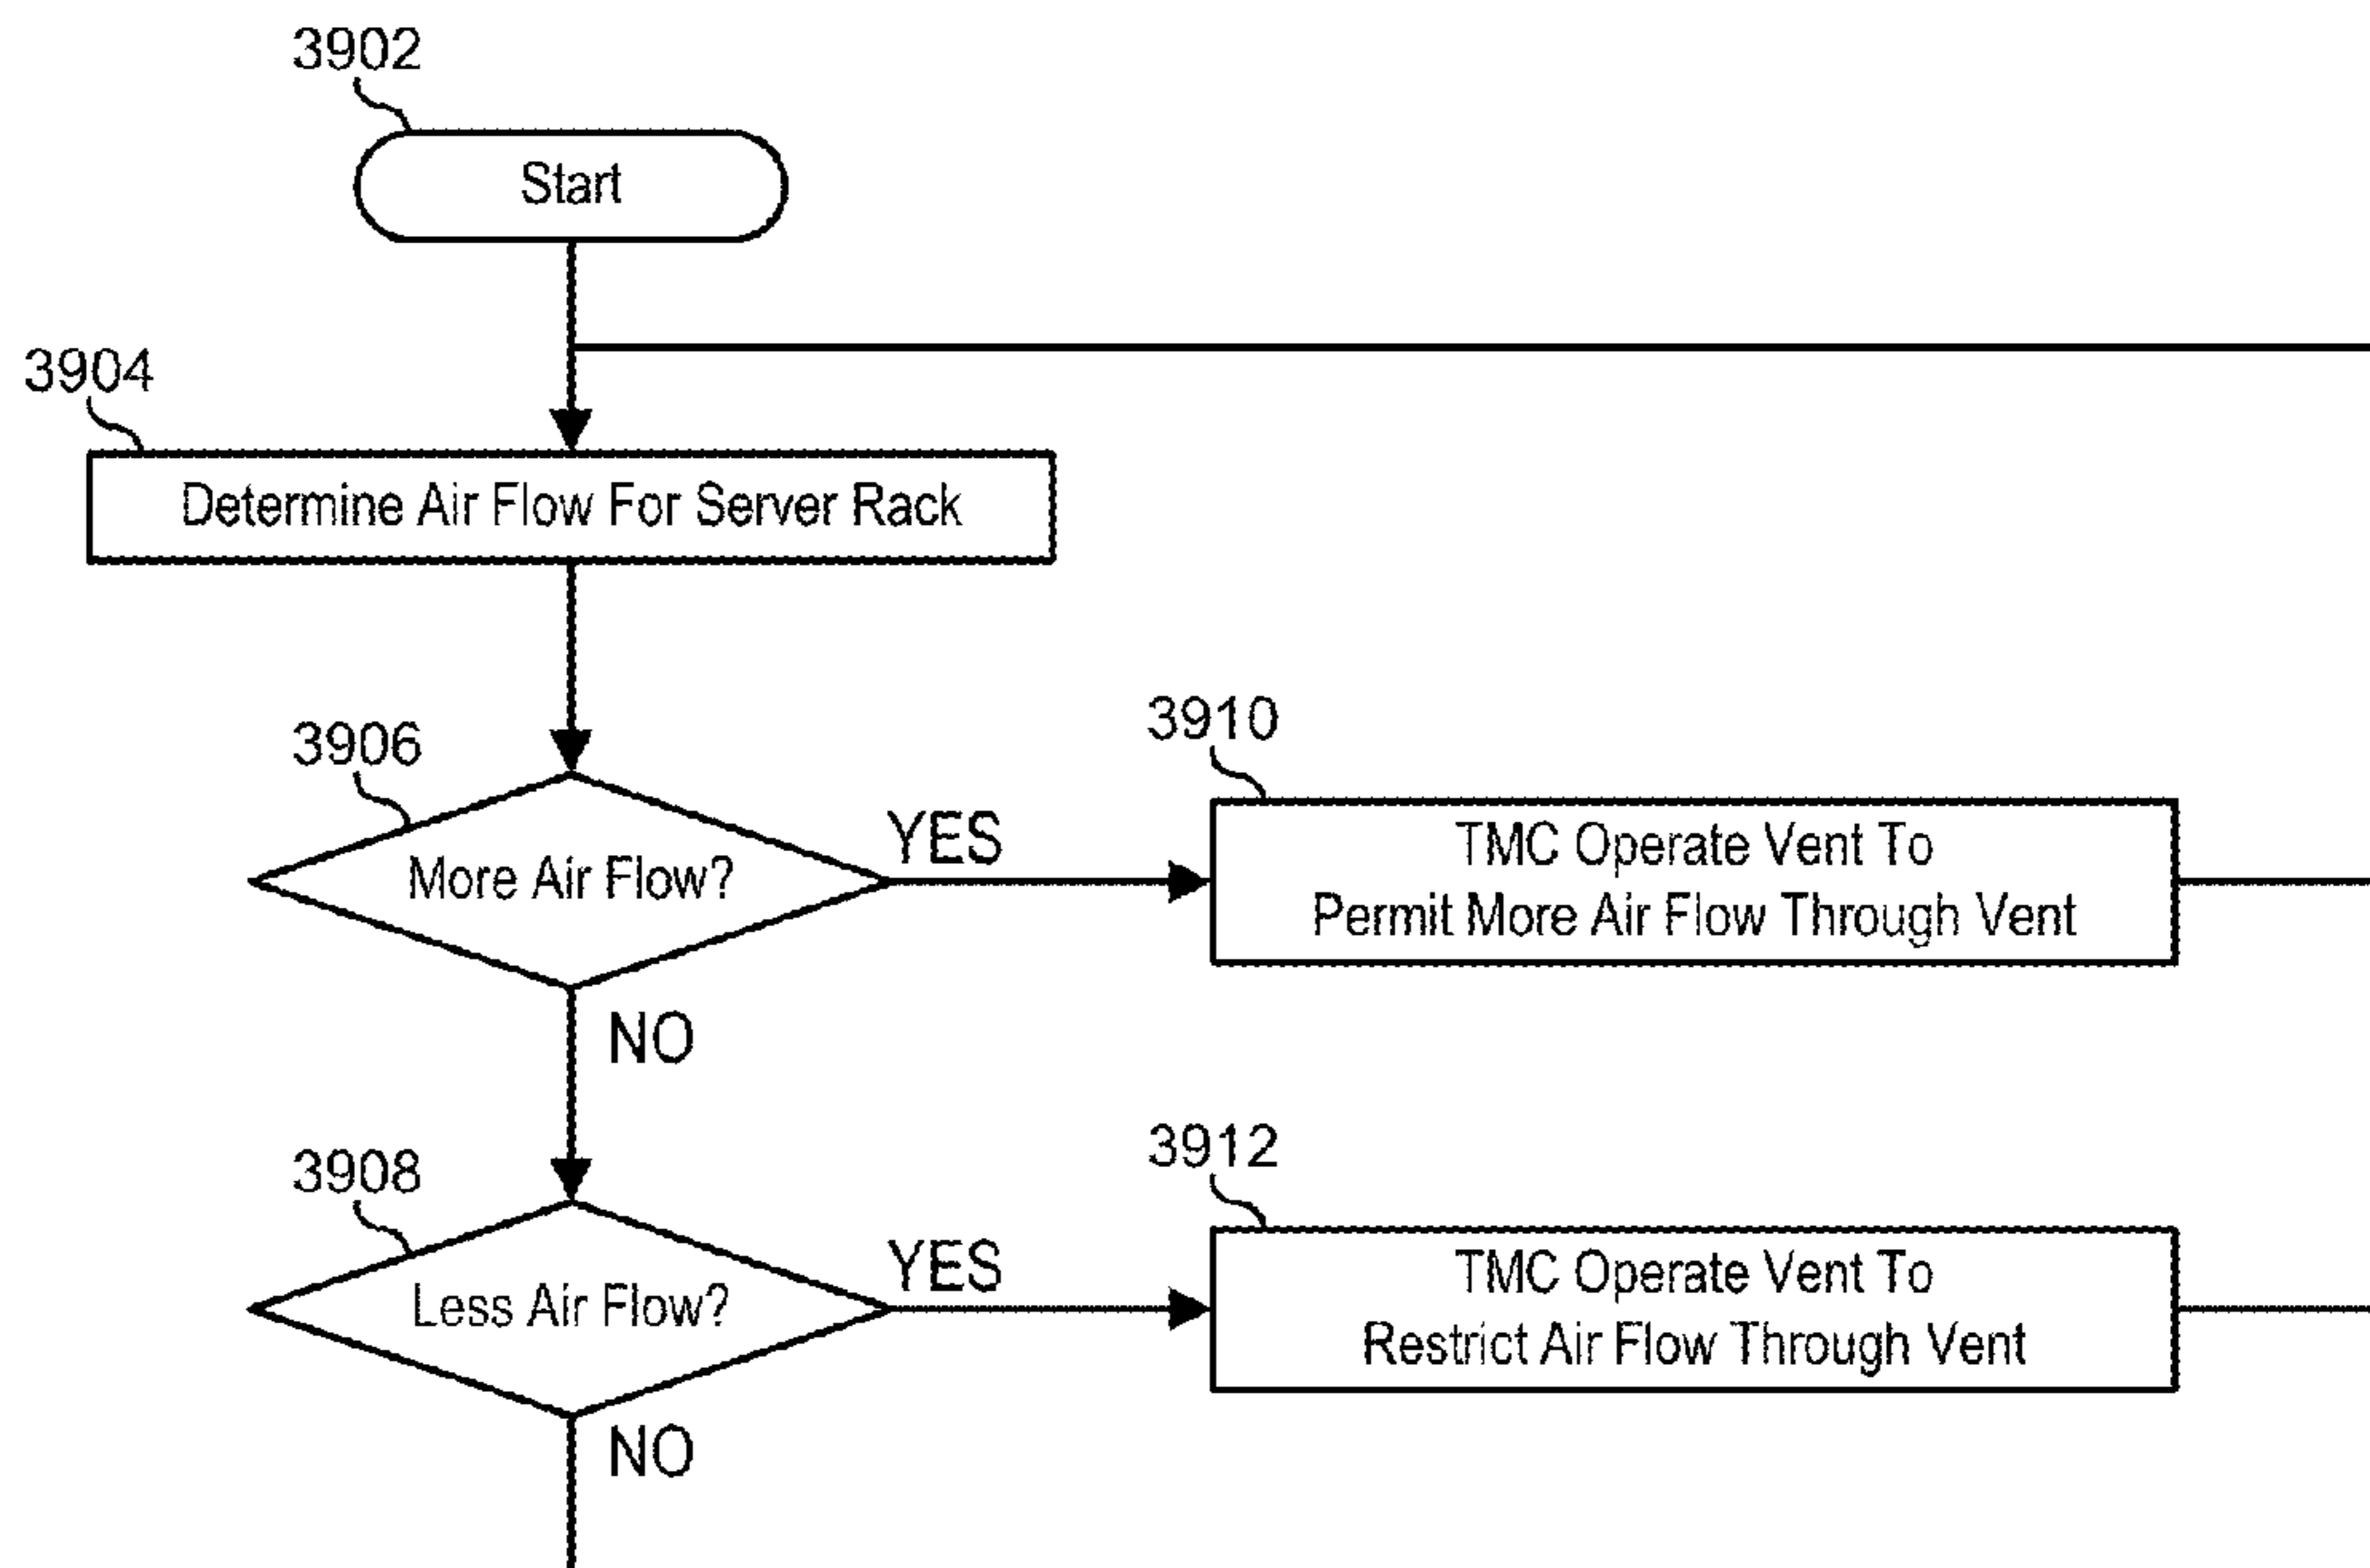 3902
Start
3904
Determine Air Flow For Server Rack
3906
More Air Flow?
YES
3910
TMC Operate Vent To
Permit More Air Flow Through Vent
NO
3908
Less Air Flow?
YES
3912
TMC Operate Vent To
Restrict Air Flow Through Vent
NO